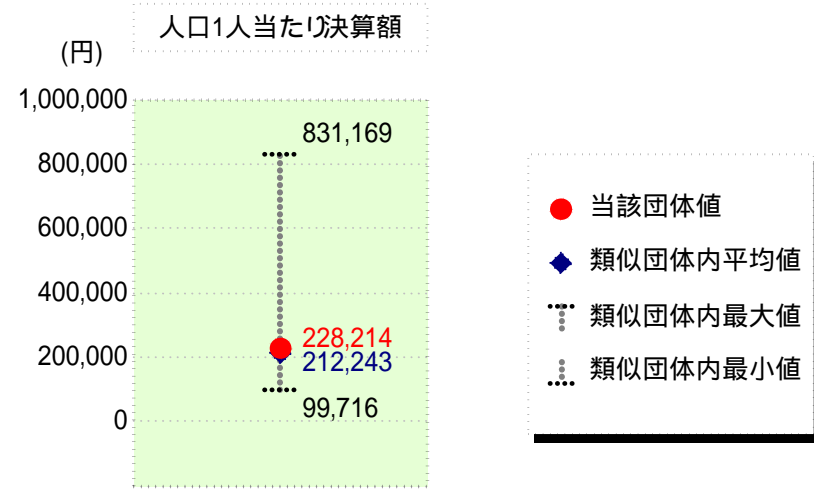 人口1人当たり決算額
(円)
1,000,000
831,169
800,000
600,000
400,000
228,214
200,000
212,243
99,716
0
当該団体値
類似団体内平均値
類似団体内最大値
類似団体内最小値